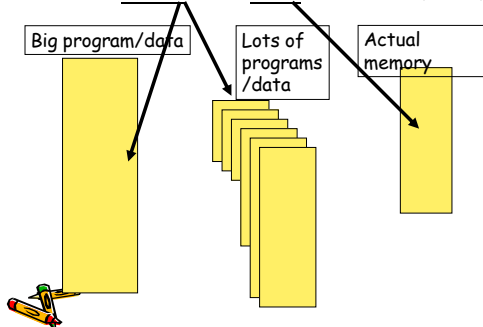 Big program/data
Lots of
programs
/data
Actual
memory